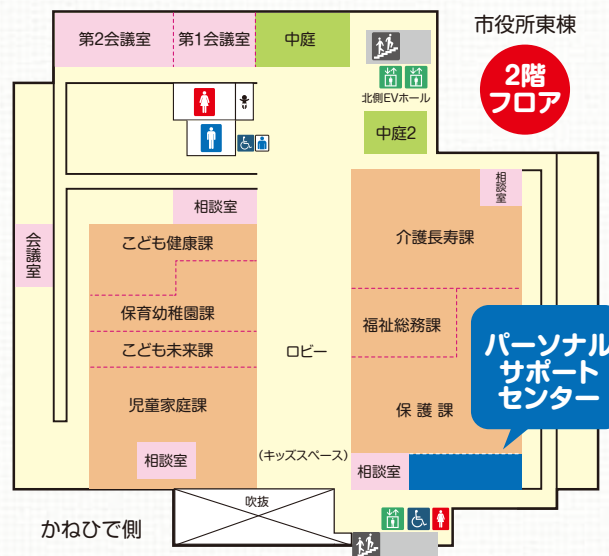 市役所東棟
2階
フロア
第2会議室
第1会議室
中庭
北側EVホール
中庭2
相談室
相談室
会議室
こども健康課
介護長寿課
保育幼稚園課
福祉総務課
こども未来課
ロビー
パーソナル
サポート
センター
児童家庭課
保護課
相談室
(キッズスペース)
相談室
吹抜
かねひで側